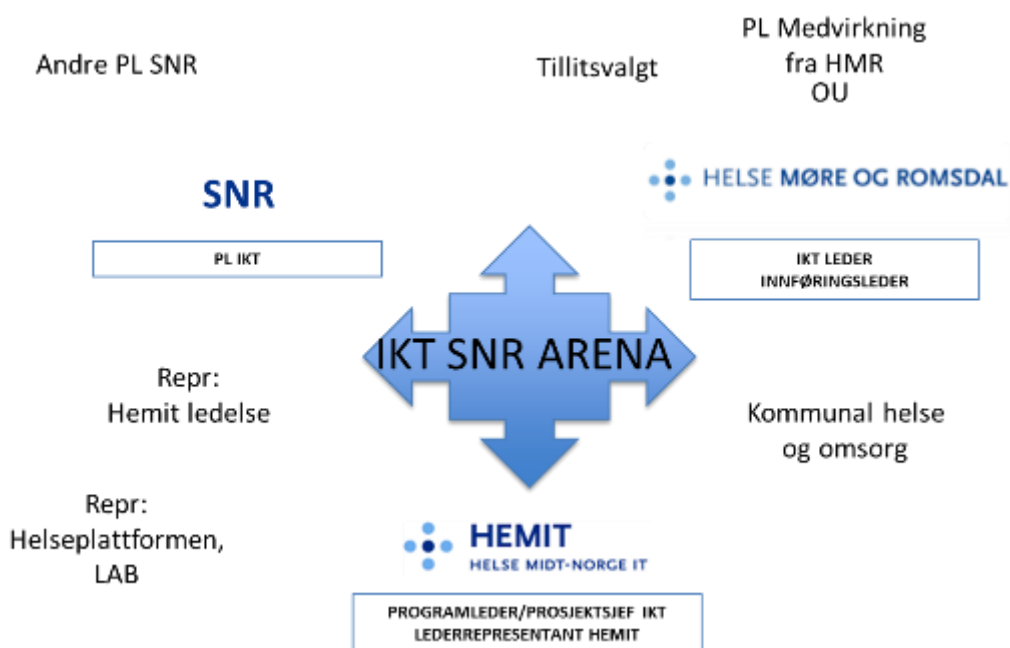 Andre PL SNR
Tillitsvalgt
PL Medvirkning
fra HMR
OU
SNR
HELSE MØRE OG ROMSDAL
PL IKT
IKT LEDER
INNFØRINGSLEDER
IKT SNR ARENA
Repr:
Hemit ledelse
Kommunal helse
og omsorg
Repr:
Helseplattformen,
LAB
HEMIT
HELSE MIDT-NORGE IT
PROGRAMLEDER/PROSJEKTSJEF IKT
LEDERREPRESENTANT HEMIT